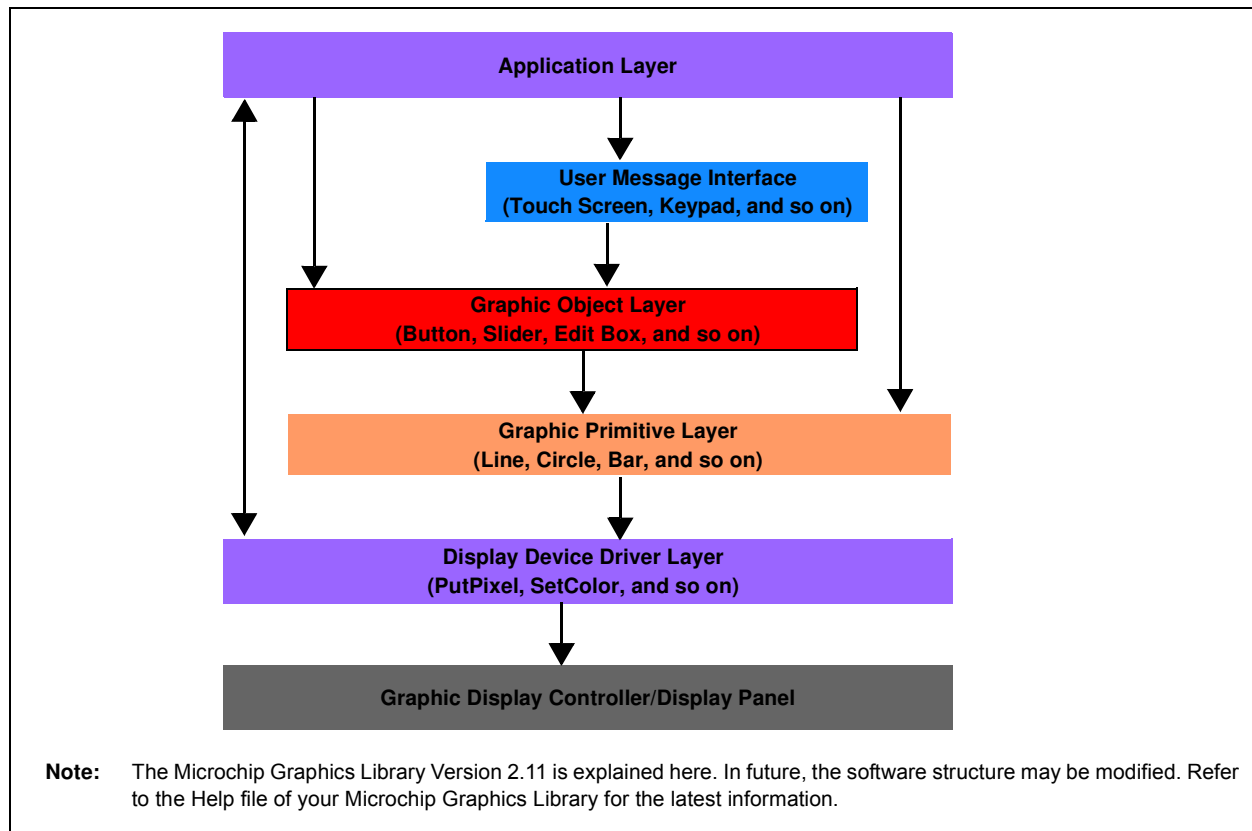 Application Layer
User Message Interface
(Touch Screen, Keypad, and so on)
Graphic Object Layer
(Button, Slider, Edit Box, and so on)
Graphic Primitive Layer
(Line, Circle, Bar, and so on)
Display Device Driver Layer
(PutPixel, SetColor, and so on)
Graphic Display Controller/Display Panel
Note: The Microchip Graphics Library Version 2.11 is explained here. In future, the software structure may be modified. Refer
to the Help file of your Microchip Graphics Library for the latest information.